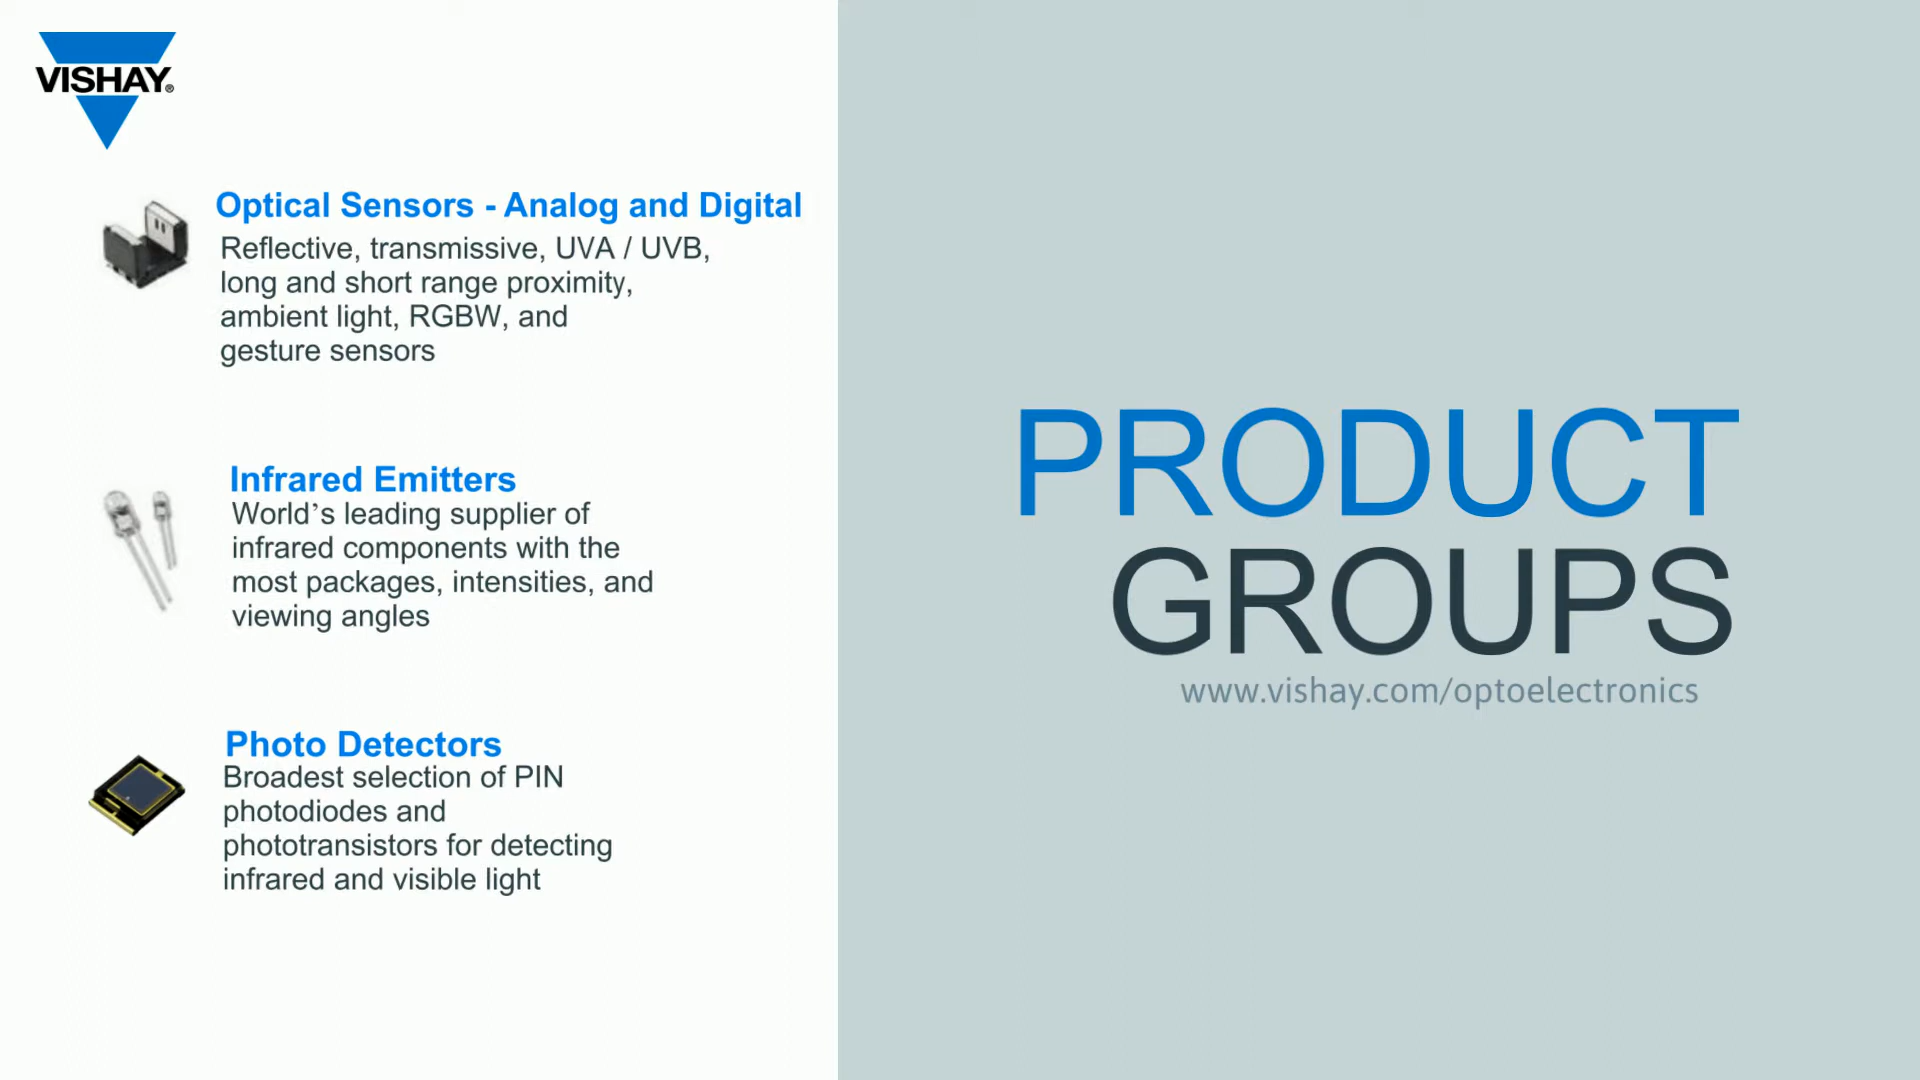 VISHAY®
Optical Sensors - Analog and Digital
Reflective, transmissive, UVA / UVB,
long and short range proximity,
ambient light, RGBW, and
gesture sensors
Infrared Emitters
World’s leading supplier of
infrared components with the
most packages, intensities, and
viewing angles
Photo Detectors
Broadest selection of PIN
photodiodes and
phototransistors for detecting
infrared and visible light
PRODUCT
GROUPS
www.vishay.com/optoelectronics